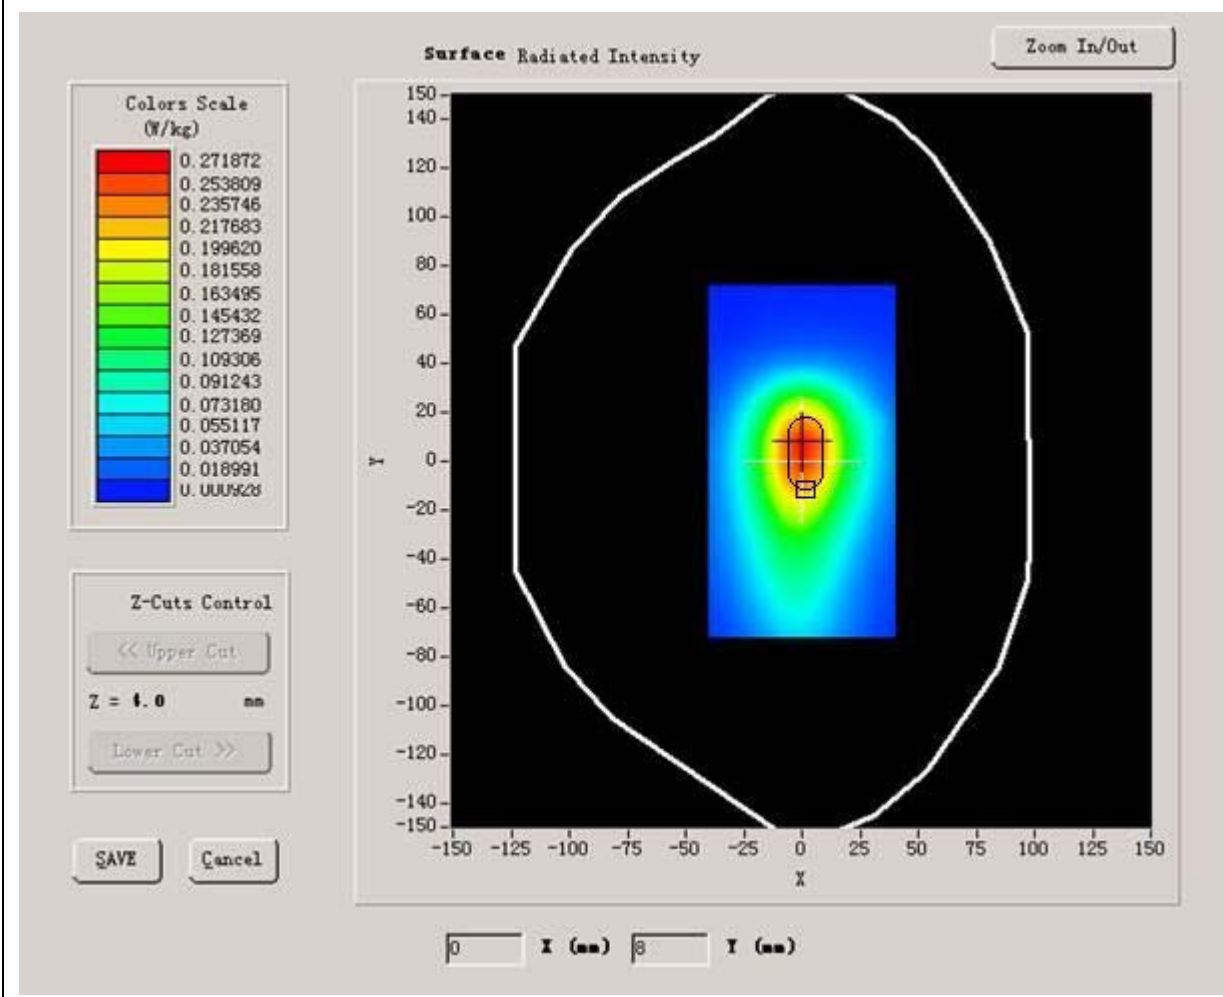 Surface Radiated Intensity
Zoom In/Out
Colors Scale
(W/kg)
0.271872
0.253809
0.235746
0.217683
0.199620
0.181558
0.163495
0.145432
0.127369
0.109306
0.091243
0.073180
0.055117
0.037054
0.018991
0.000928
Z-Cuts Control
<< Upper Cut
Z = 4.0 mm
Lower Cut >>
SAVE
Cancel
150
140
120
100
80
60
40
20
0
-20
-40
-60
-80
-100
-120
-140
-150
Y
-150 -125 -100 -75 -50 -25 0 25 50 75 100 125 150
X
0 X (mm) 8 Y (mm)